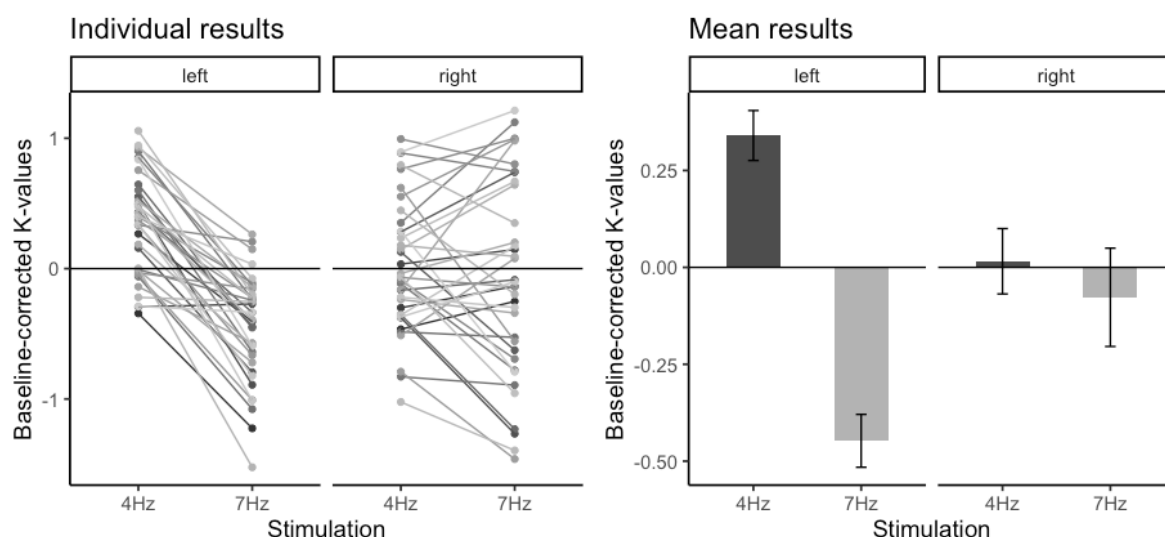 Individual results
left
right
Baseline-corrected K-values
1
0
-1
4Hz
7Hz
4Hz
7Hz
Stimulation
Mean results
left
right
Baseline-corrected K-values
0.25
0.00
-0.25
-0.50
4Hz
7Hz
4Hz
7Hz
Stimulation